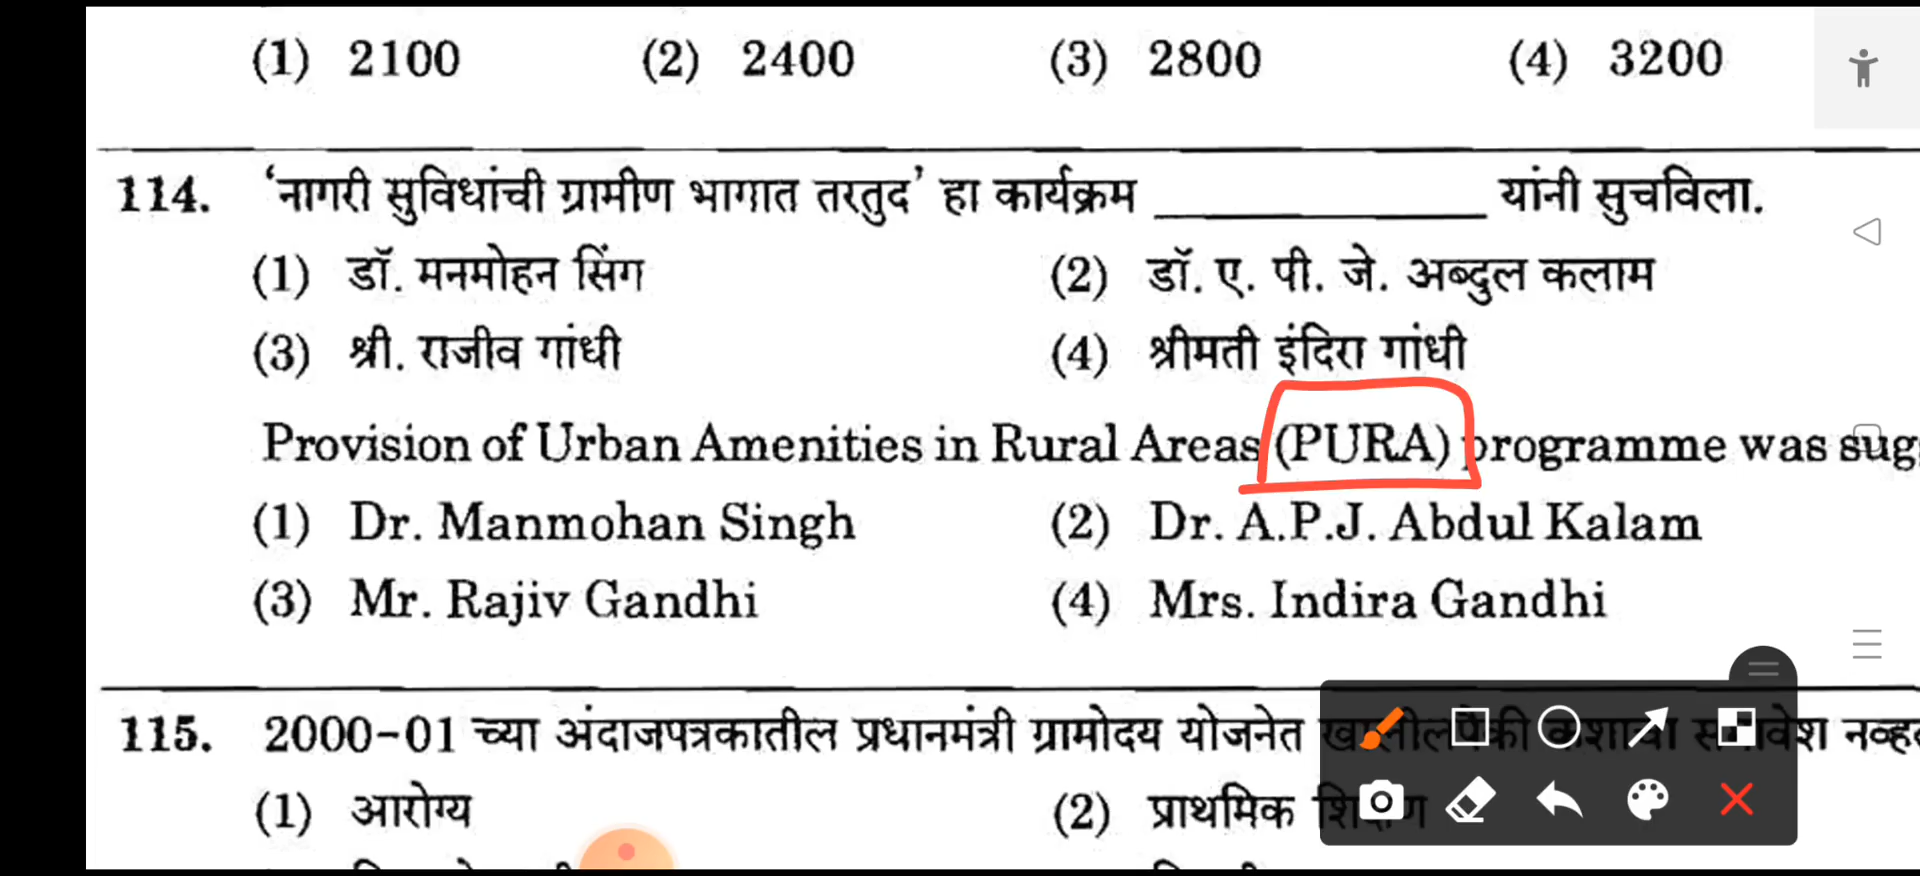 (1) 2100 (2) 2400 (3) 2800 (4) 3200
114. ‘नागरी सुविधांची ग्रामीण भागात तरतुद’ हा कार्यक्रम ____________ यांनी सुचविला.
(1) डॉ. मनमोहन सिंग (2) डॉ. ए. पी. जे. अब्दुल कलाम
(3) श्री. राजीव गांधी (4) श्रीमती इंदिरा गांधी
Provision of Urban Amenities in Rural Areas (PURA) programme was
(1) Dr. Manmohan Singh (2) Dr. A.P.J. Abdul Kalam
(3) Mr. Rajiv Gandhi (4) Mrs. Indira Gandhi
115. 2000-01 च्या अंदाजपत्रकातील प्रधानमंत्री ग्रामोदय योजनेत
(1) आरोग्य (2) प्राथमिक शिक्षण